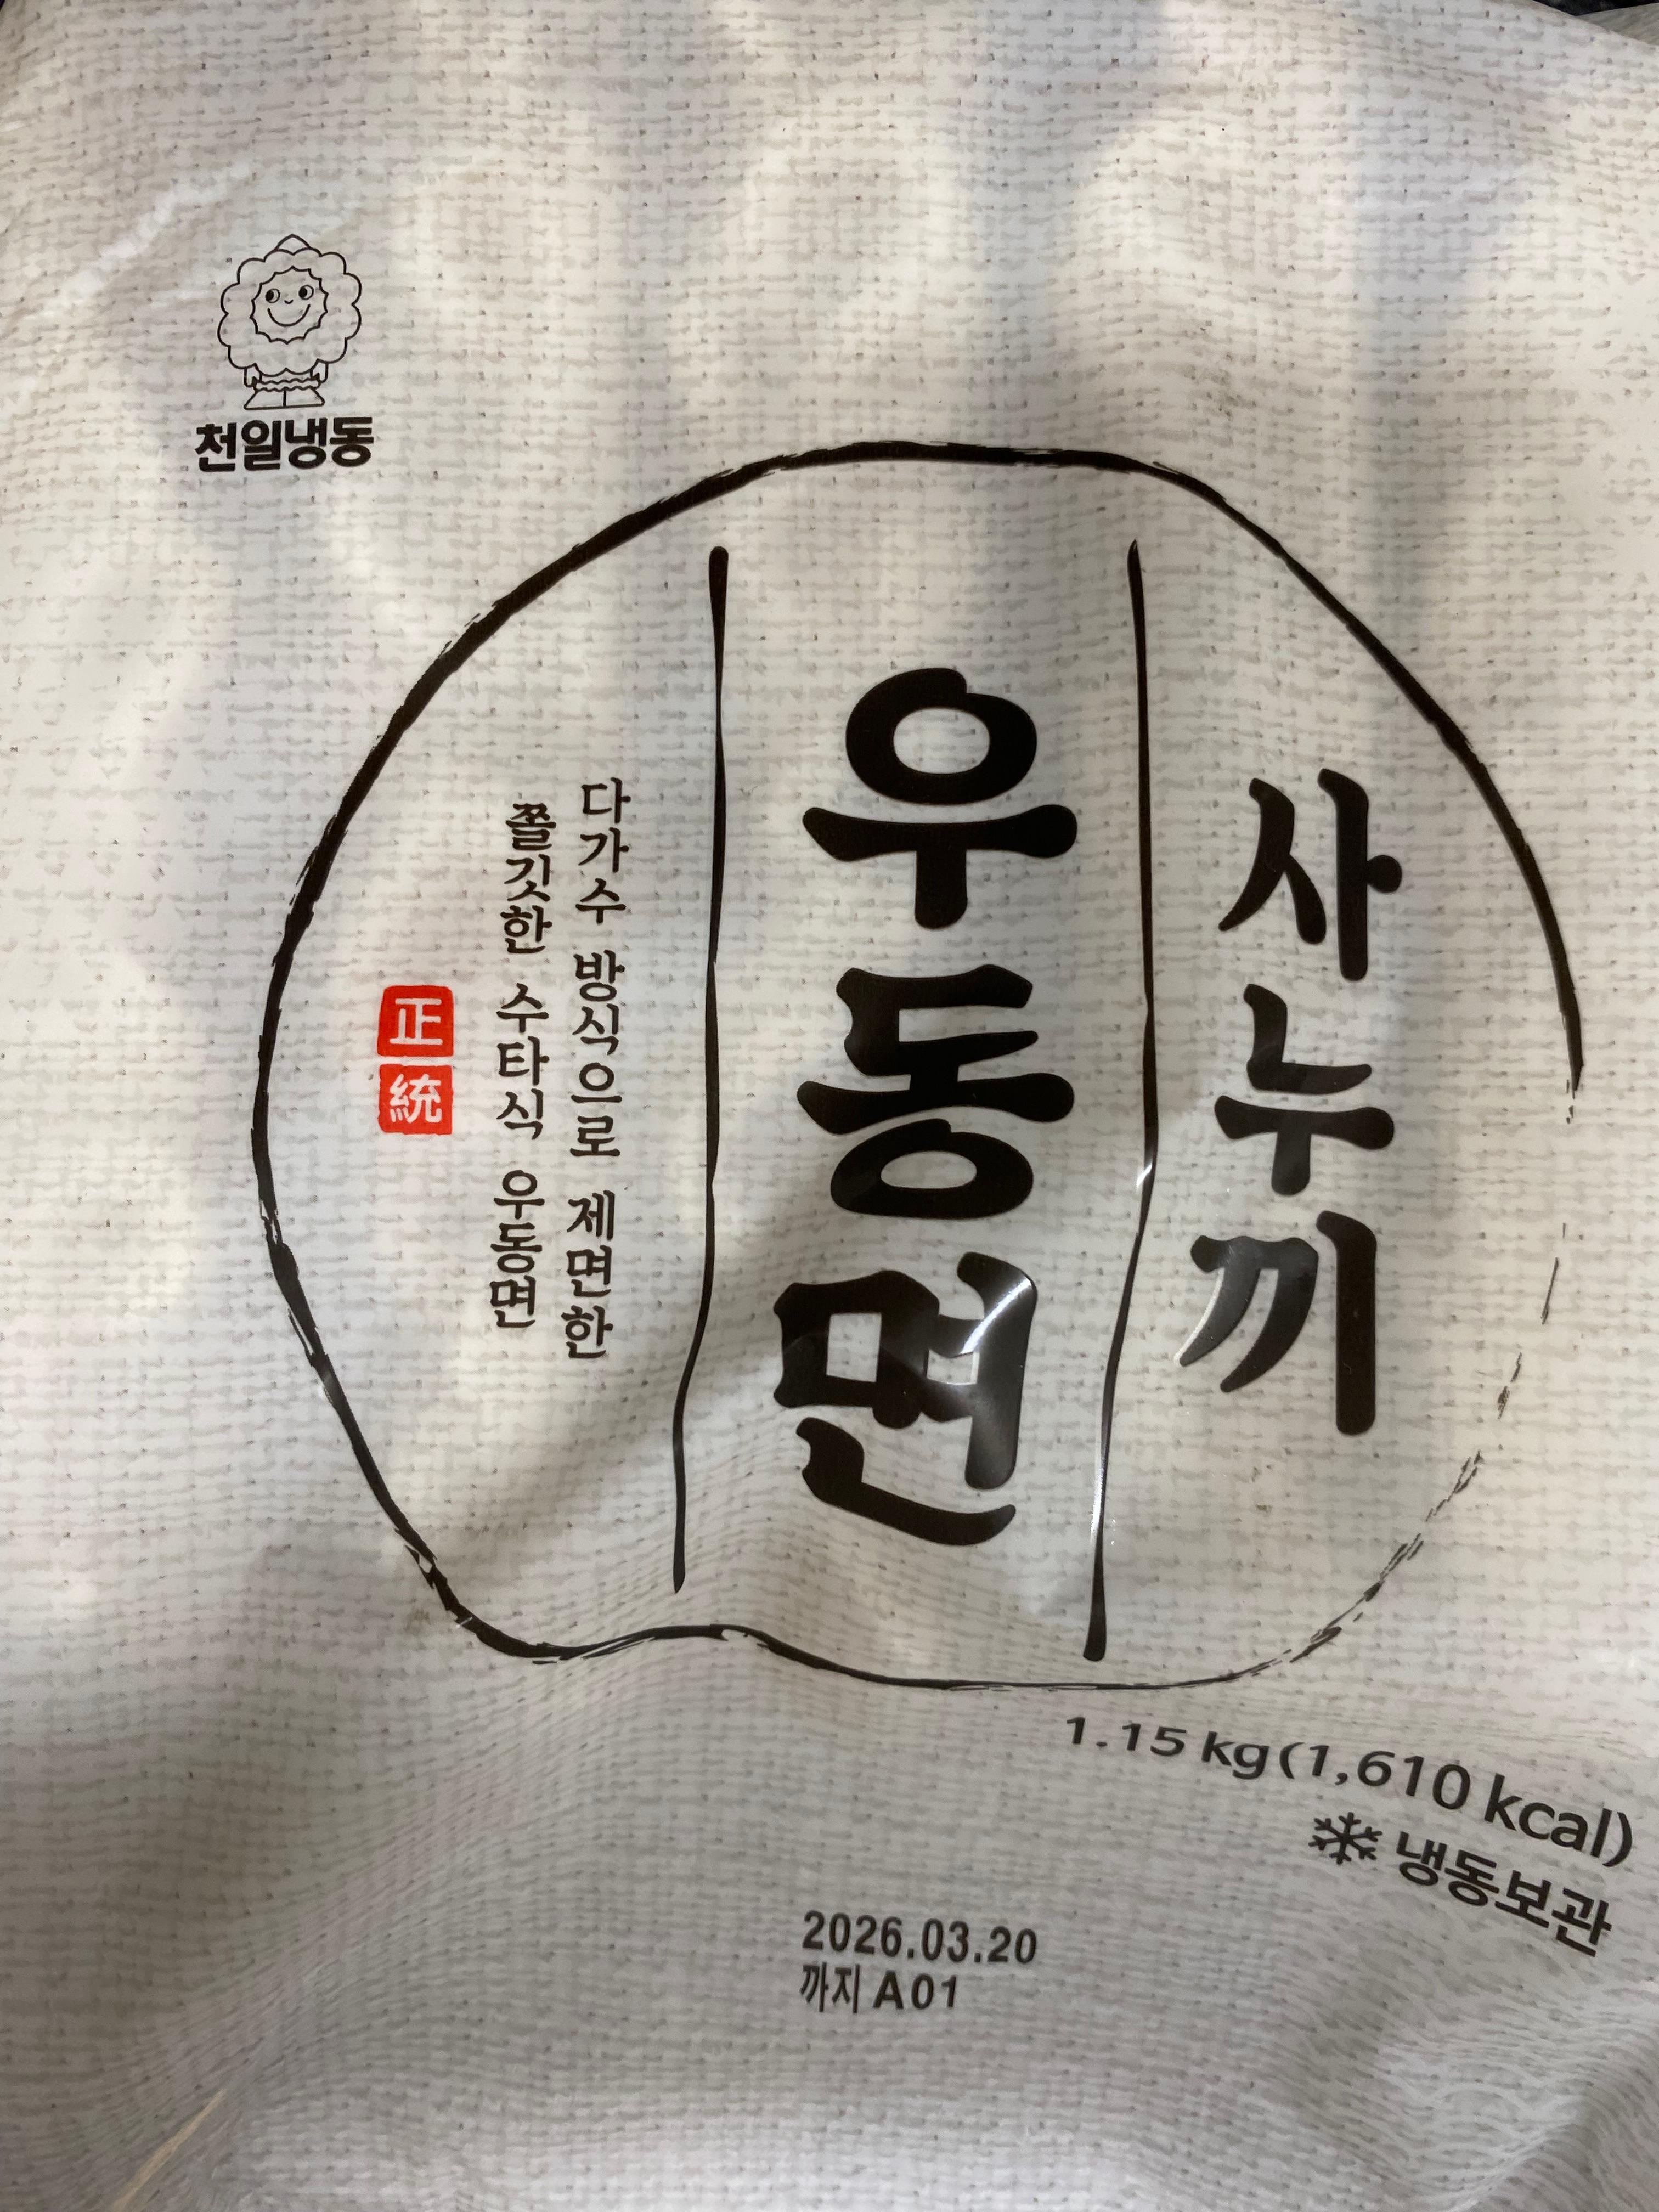 천일냉동
사누끼
우동면
다가수 방식으로 제면한
쫄깃한 수타식 우동면
正統
1.15 kg(1,610 kcal)
냉동보관
2026.03.20
까지 A01